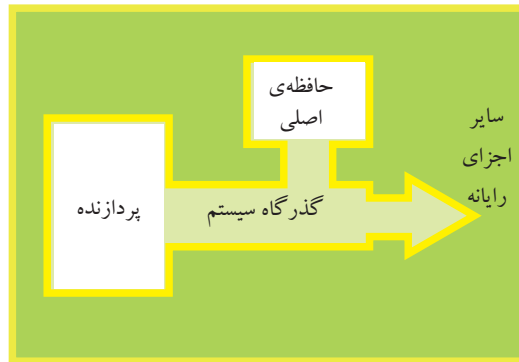 حافظه‌ی
اصلی
سایر
اجزای
رایانه
گذرگاه سیستم
پردازنده